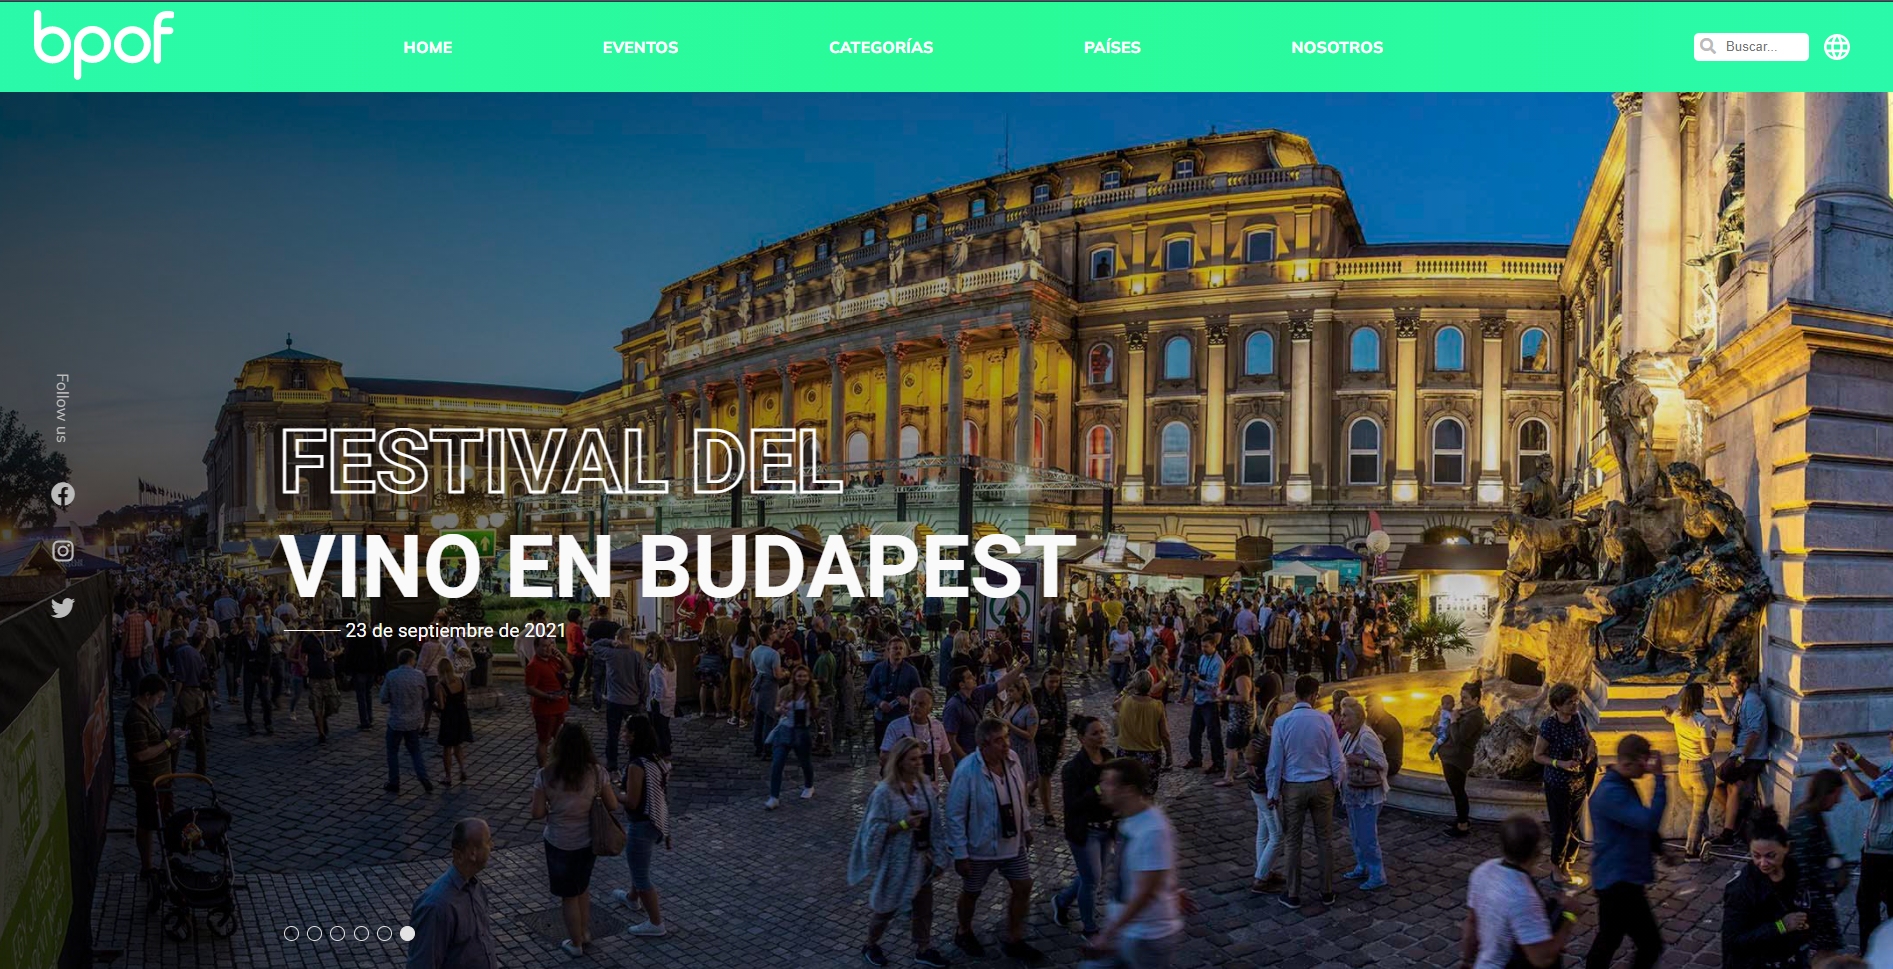 bpof
HOME
EVENTOS
CATEGORÍAS
PAÍSES
NOSOTROS
Buscar...
Follow us
FESTIVAL DEL
VINO EN BUDAPEST
23 de septiembre de 2021